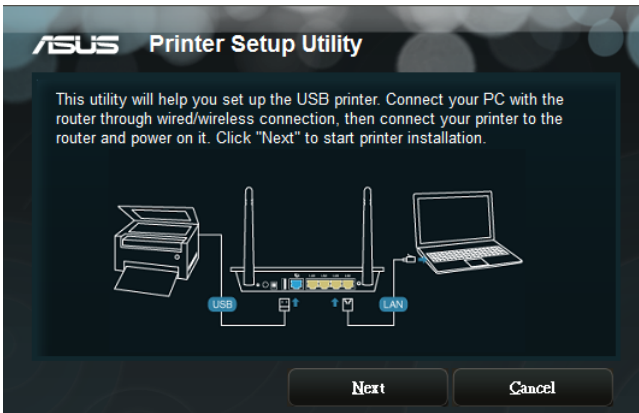 ASUS Printer Setup Utility
This utility will help you set up the USB printer. Connect your PC with the
router through wired/wireless connection, then connect your printer to the
router and power on it. Click "Next" to start printer installation.
USB
LAN
Next
Cancel